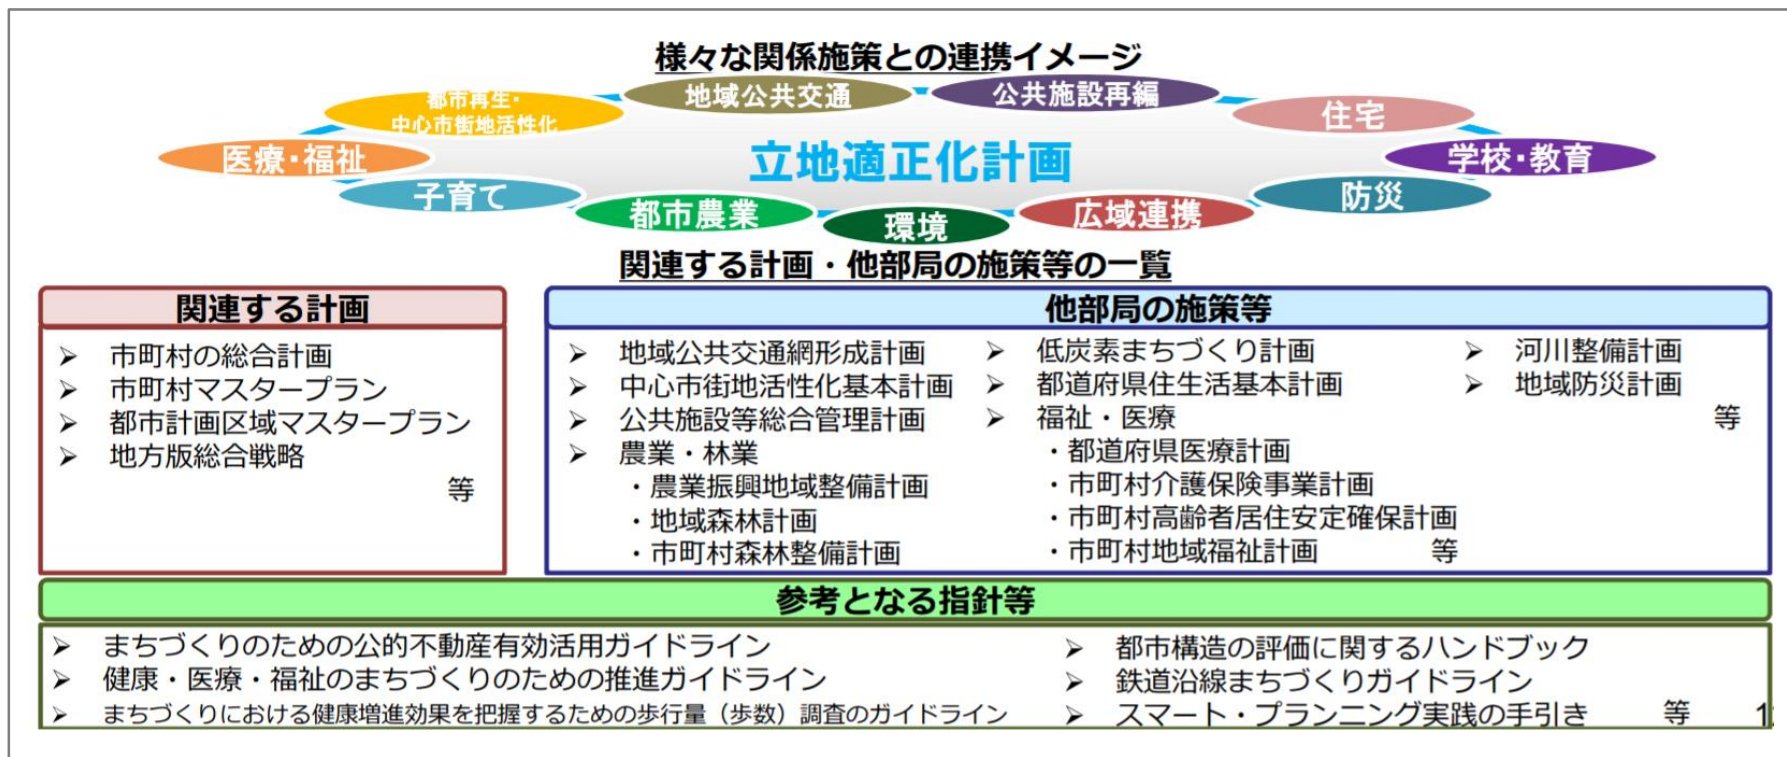 様々な関係施策との連携イメージ
都市再生・
中心市街地活性化
地域公共交通
公共施設再編
住宅
医療・福祉
立地適正化計画
学校・教育
子育て
都市農業
環境
広域連携
防災
関連する計画・他部局の施策等の一覧
関連する計画
➢ 市町村の総合計画
➢ 市町村マスタープラン
➢ 都市計画区域マスタープラン
➢ 地方版総合戦略
等
他部局の施策等
➢ 地域公共交通網形成計画
➢ 中心市街地活性化基本計画
➢ 公共施設等総合管理計画
➢ 農業・林業
・農業振興地域整備計画
・地域森林計画
・市町村森林整備計画
➢ 低炭素まちづくり計画
➢ 都道府県住生活基本計画
➢ 福祉・医療
・都道府県医療計画
・市町村介護保険事業計画
・市町村高齢者居住安定確保計画
・市町村地域福祉計画 等
➢ 河川整備計画
➢ 地域防災計画
等
参考となる指針等
➢ まちづくりのための公的不動産有効活用ガイドライン
➢ 健康・医療・福祉のまちづくりのための推進ガイドライン
➢ まちづくりにおける健康増進効果を把握するための歩行量（歩数）調査のガイドライン
➢ 都市構造の評価に関するハンドブック
➢ 鉄道沿線まちづくりガイドライン
➢ スマート・プランニング実践の手引き 等